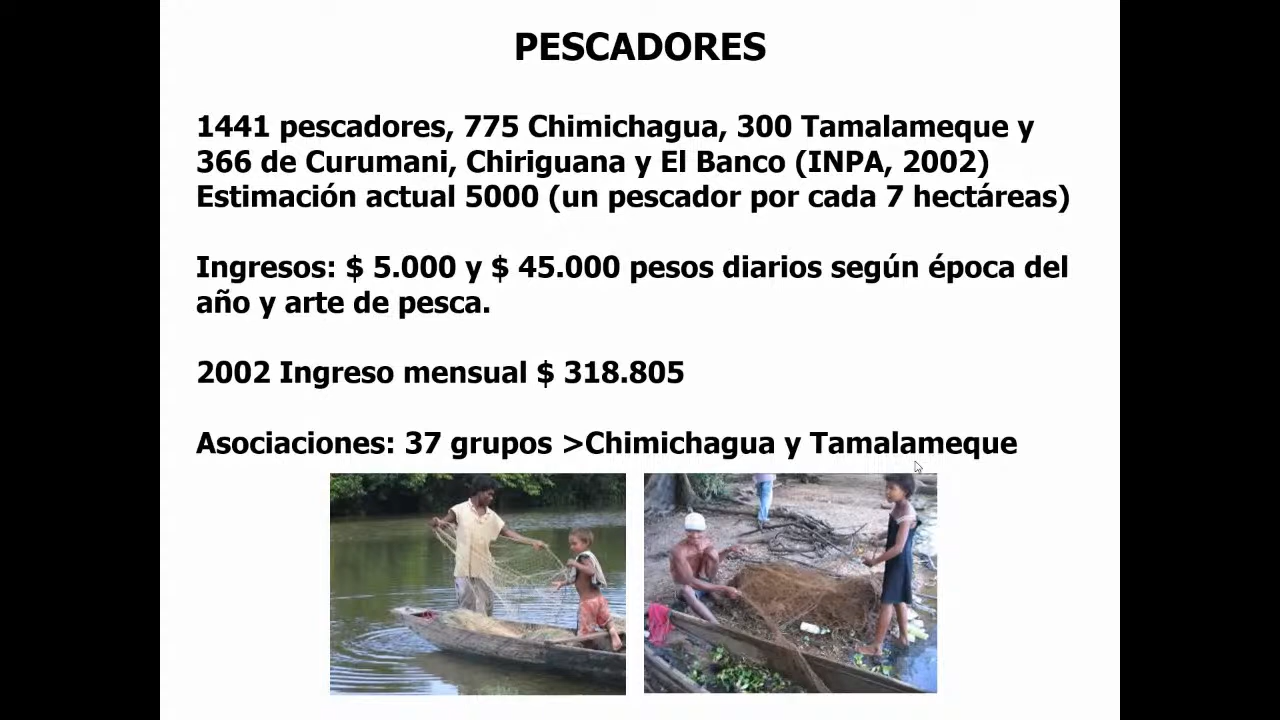 PESCADORES
1441 pescadores, 775 Chimichagua, 300 Tamalameque y
366 de Curumani, Chiriguana y El Banco (INPA, 2002)
Estimación actual 5000 (un pescador por cada 7 hectáreas)
Ingresos: $ 5.000 y $ 45.000 pesos diarios según época del
año y arte de pesca.
2002 Ingreso mensual $ 318.805
Asociaciones: 37 grupos >Chimichagua y Tamalameque